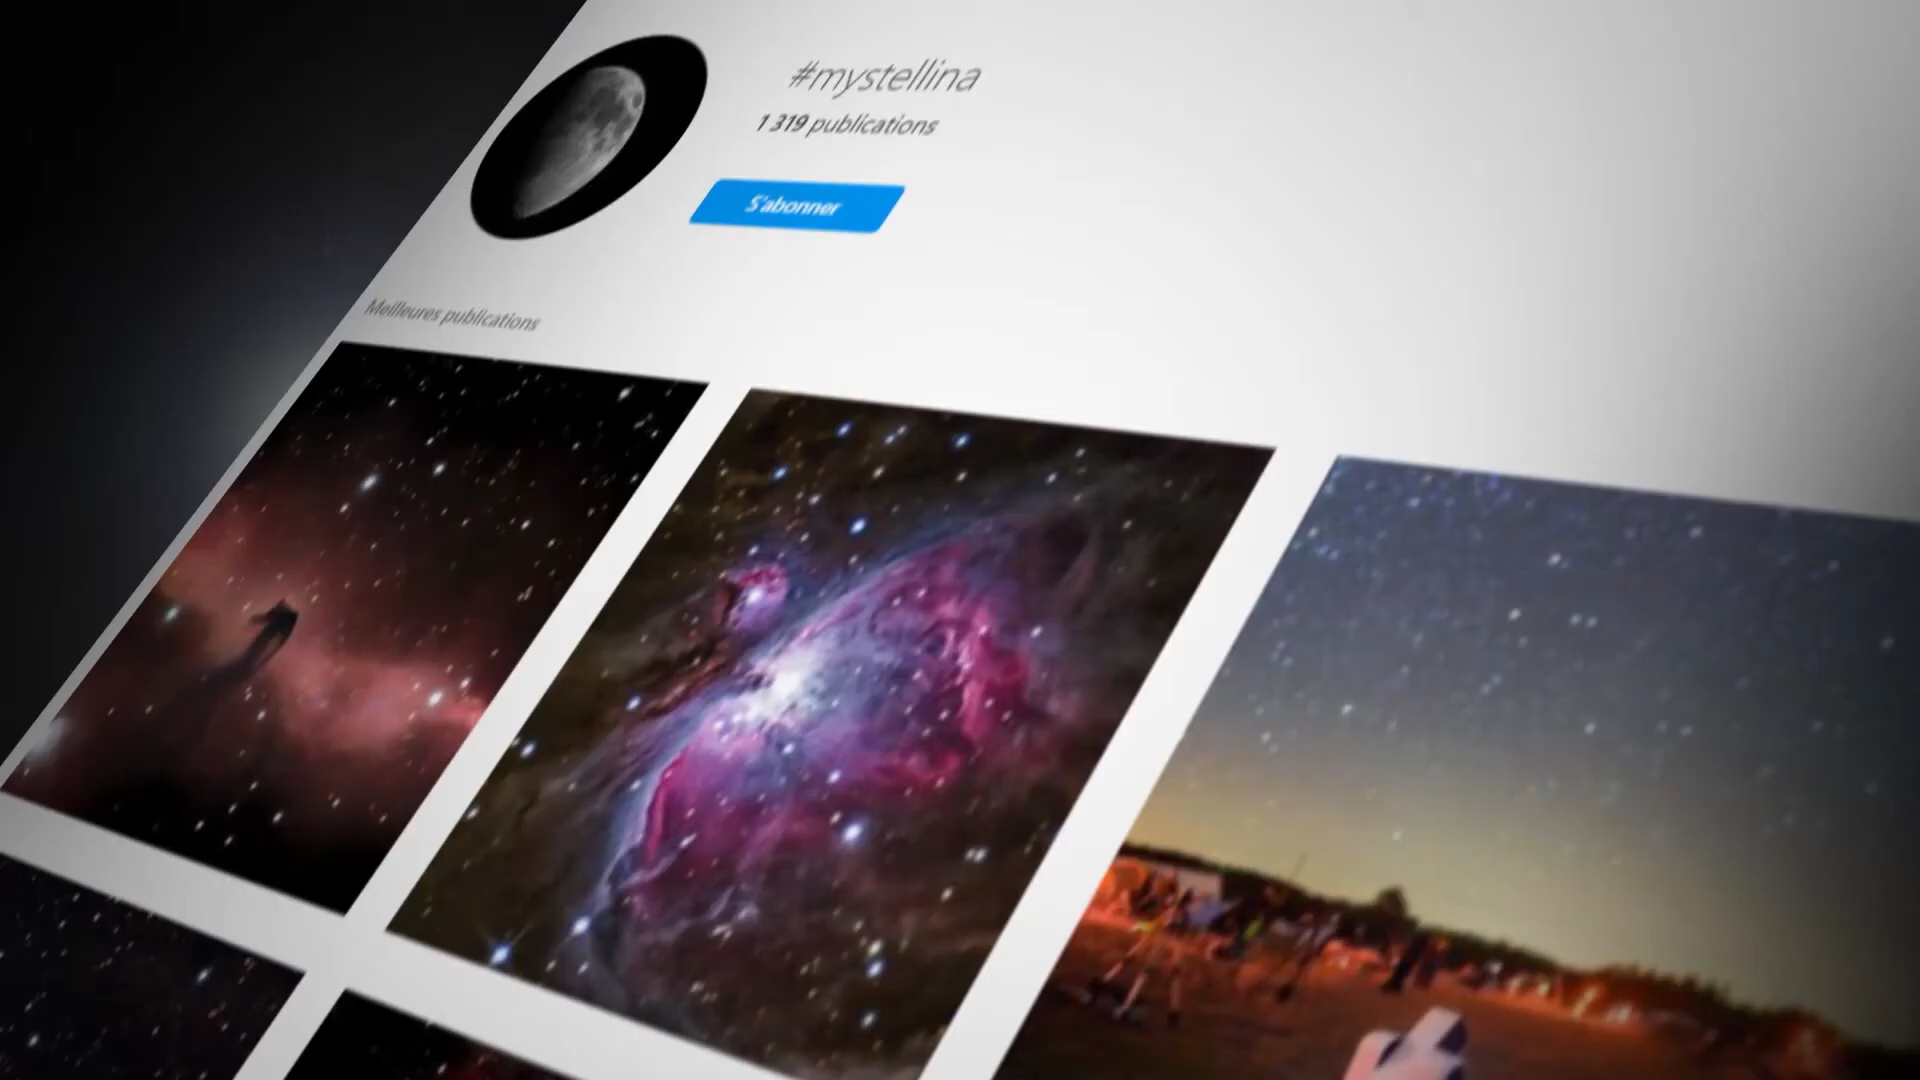 #mystellina
1 319 publications
S'abonner
Meilleures publications